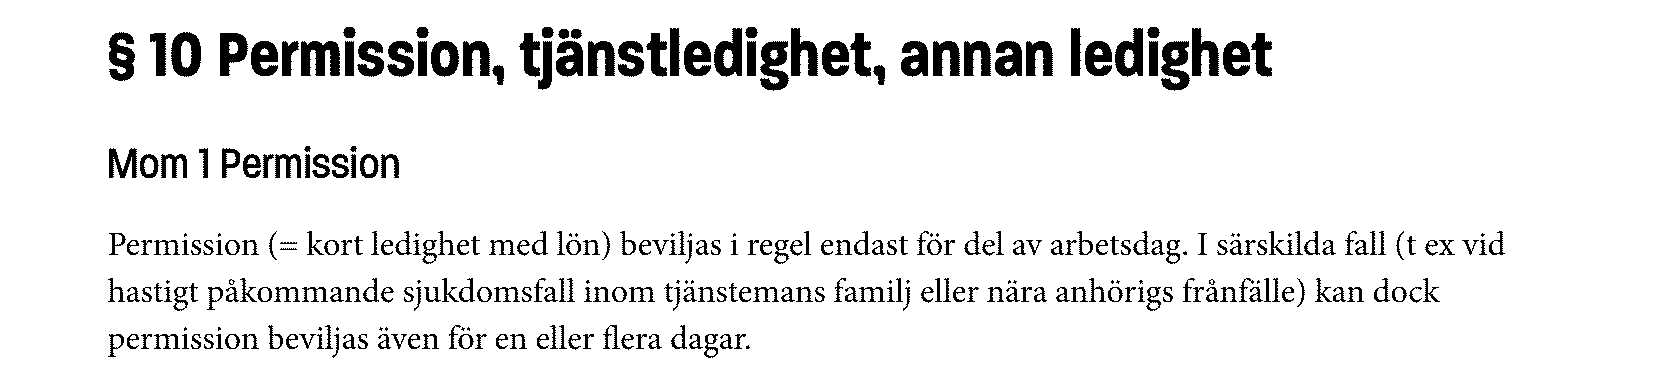 § 10 Permission, tjänstledighet, annan ledighet
Mom 1 Permission
Permission (= kort ledighet med lön) beviljas i regel endast för del av arbetsdag. I särskilda fall (t ex vid
hastigt påkommande sjukdomsfall inom tjänstemans familj eller nära anhörigs frånfälle) kan dock
permission beviljas även för en eller flera dagar.